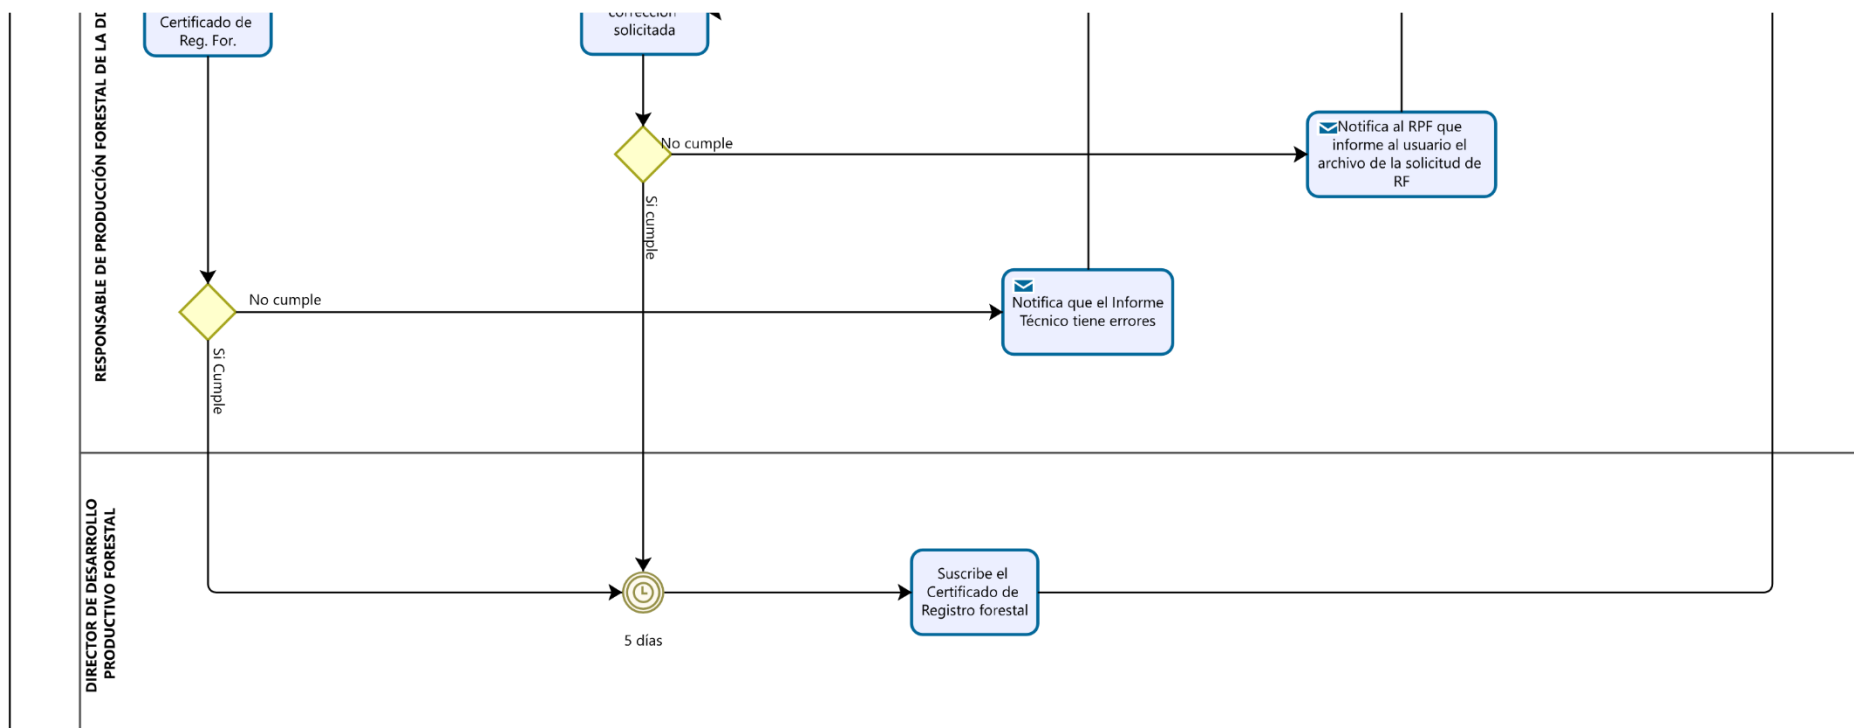 RESPONSABLE DE PRODUCCIÓN FORESTAL DE LA
Certificado de
Reg. For.
corrección
solicitada
No cumple
Si cumple
Notifica al RPF que
informe al usuario el
archivo de la solicitud de
RF
No cumple
Si Cumple
Notifica que el Informe
Técnico tiene errores
DIRECTOR DE DESARROLLO
PRODUCTIVO FORESTAL
5 días
Suscribe el
Certificado de
Registro forestal